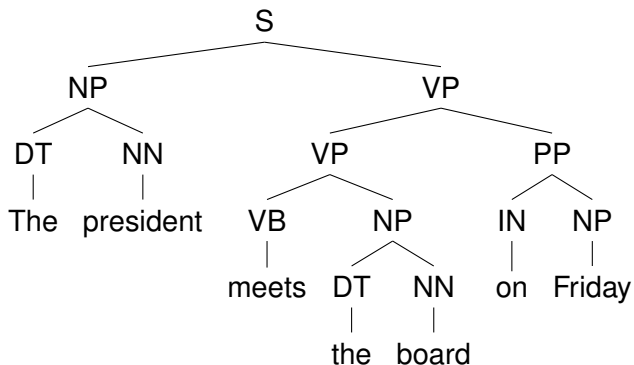 S
NP VP
DT NN VP PP
The president VB NP IN NP
meets DT NN on Friday
the board